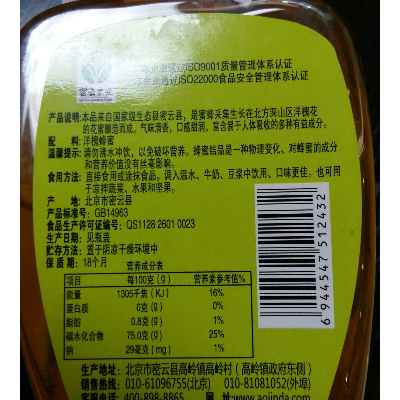 企业通过ISO9001质量管理体系认证
企业通过ISO22000食品安全管理体系认证
产品说明:本品来自国家级生态县密云县,是蜜蜂采集生长在北方深山区洋槐花
的花蜜酿造而成。气味清香,口感甜润,富含易于人体吸收的多种有益成分。
配 料:洋槐蜂蜜
温馨提示:请勿沸水冲饮,以免破坏营养。蜂蜜结晶是一种物理变化,对蜂蜜的成分
和营养价值没有丝毫影响。
食用方法:直接食用或涂抹食品。调入温水、牛奶、豆浆中饮用、口味更佳。也可用
于凉拌蔬菜、水果和坚果。
产 地:北京市密云县
产品标准号:GB14963
食品生产许可证编号:QS1128 2601 0023
生产日期:见瓶盖
贮存方法:置于阴凉干燥环境中
保 质 期:18个月
营养成分表
项目 每100克(g) 营养素参考值%
能量 1305千焦(KJ) 16%
蛋白质 0克(g) 0%
脂肪 0.8克(g) 1%
碳水化合物 75.0克(g) 25%
钠 29毫克(mg) 1%
地址:北京市密云县高岭镇高岭村(高岭镇政府东侧)
销售热线:010-61096755(北京) 010-81081052(外埠)
400-898-8865
6 944547 512432